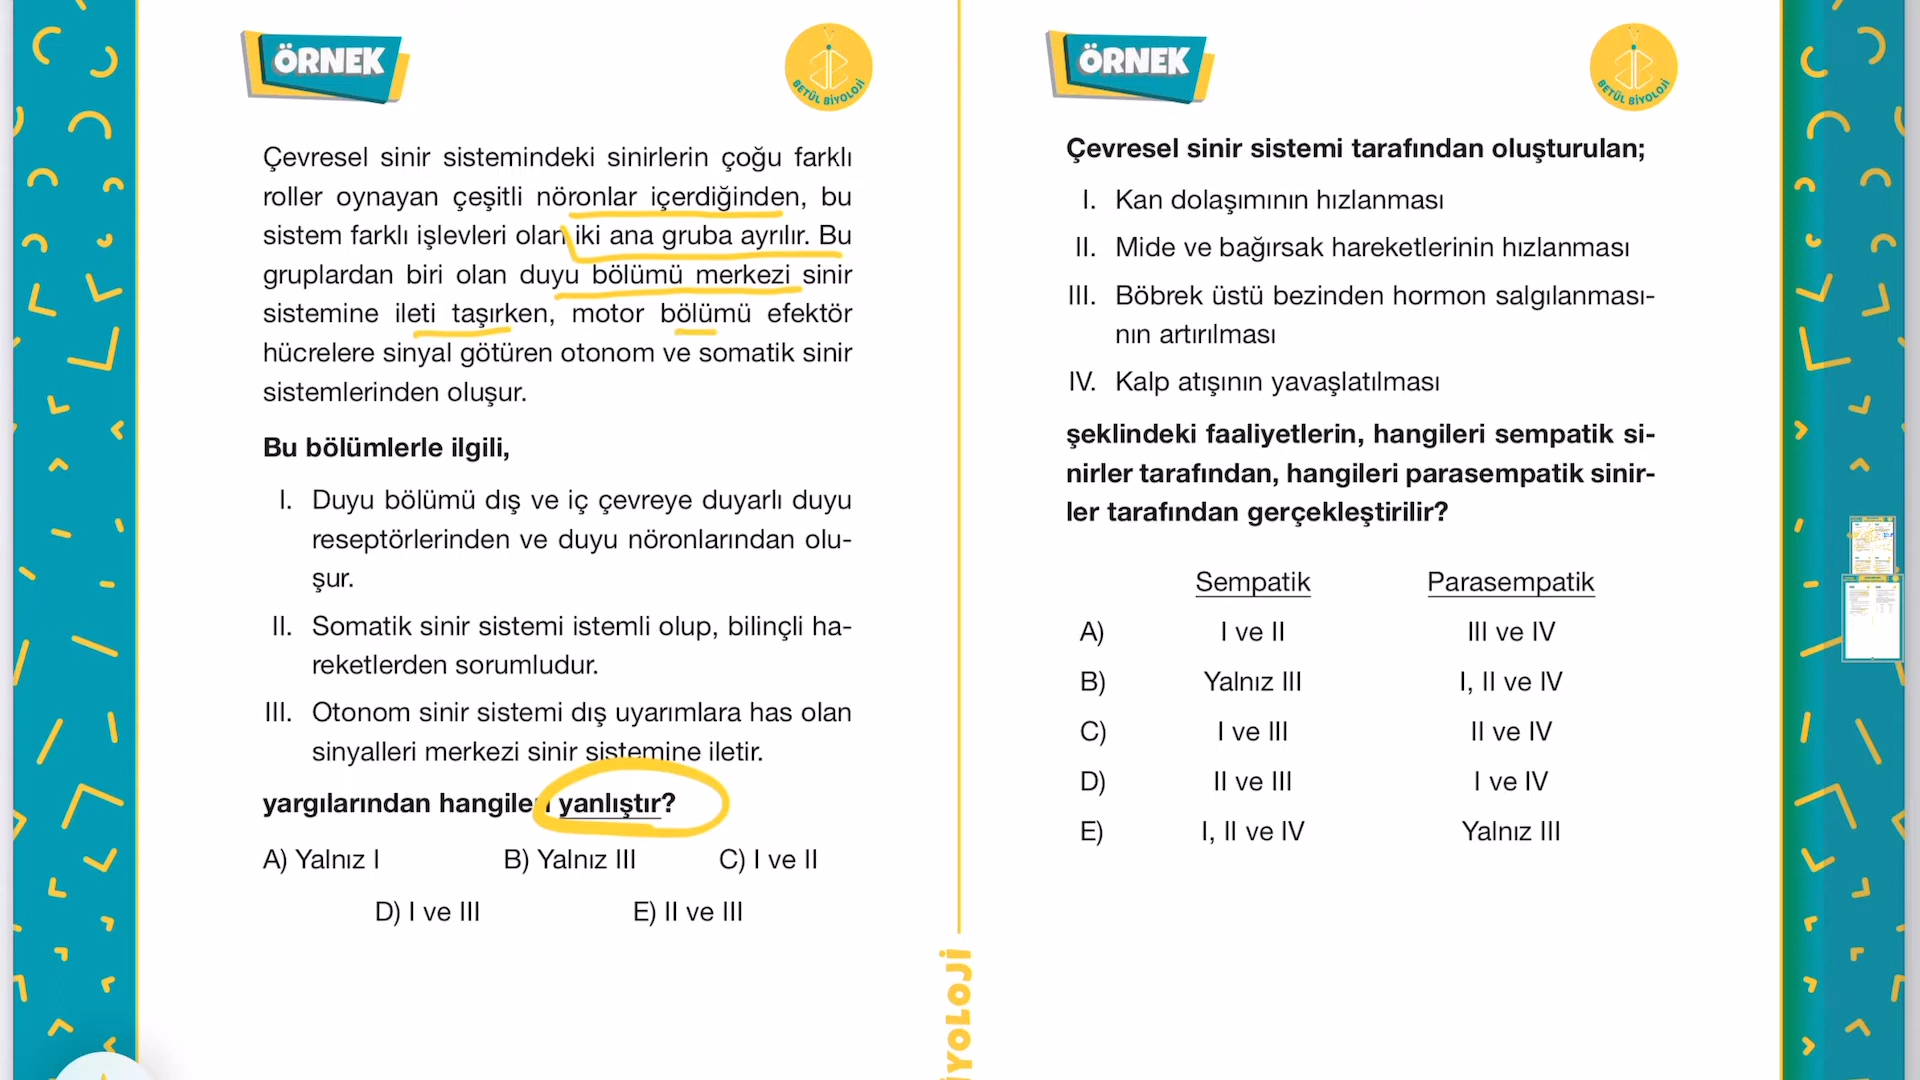 ÖRNEK
BETÜL BİYOLOJİ
Çevresel sinir sistemindeki sinirlerin çoğu farklı
roller oynayan çeşitli nöronlar içerdiğinden, bu
sistem farklı işlevleri olan iki ana gruba ayrılır. Bu
gruplardan biri olan duyu bölümü merkezi sinir
sistemine ileti taşırken, motor bölümü efektör
hücrelere sinyal götüren otonom ve somatik sinir
sistemlerinden oluşur.
Bu bölümlerle ilgili,
I. Duyu bölümü dış ve iç çevreye duyarlı duyu
reseptörlerinden ve duyu nöronlarından olu-
şur.
II. Somatik sinir sistemi istemli olup, bilinçli ha-
reketlerden sorumludur.
III. Otonom sinir sistemi dış uyarımlara has olan
sinyalleri merkezi sinir sistemine iletir.
yargılarından hangileri yanlıştır?
A) Yalnız I B) Yalnız III C) I ve II
D) I ve III E) II ve III
ÖRNEK
BETÜL BİYOLOJİ
Çevresel sinir sistemi tarafından oluşturulan;
I. Kan dolaşımının hızlanması
II. Mide ve bağırsak hareketlerinin hızlanması
III. Böbrek üstü bezinden hormon salgılanması-
nın artırılması
IV. Kalp atışının yavaşlatılması
şeklindeki faaliyetlerin, hangileri sempatik si-
nirler tarafından, hangileri parasempatik sinir-
ler tarafından gerçekleştirilir?
Sempatik Parasempatik
A) I ve II III ve IV
B) Yalnız III I, II ve IV
C) I ve III II ve IV
D) II ve III I ve IV
E) I, II ve IV Yalnız III
İYOLOJİ